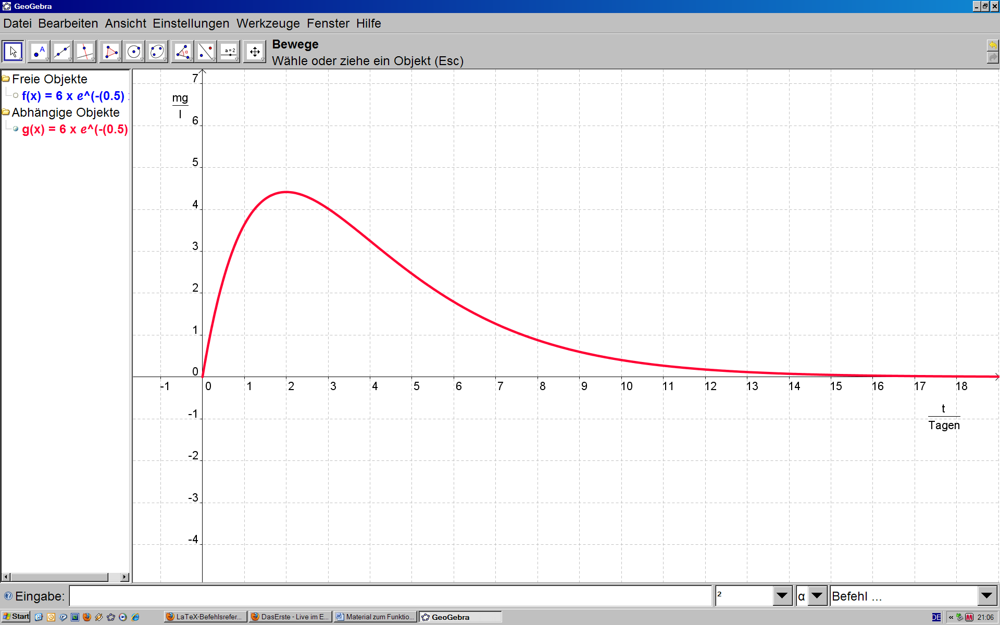 GeoGebra
Datei Bearbeiten Ansicht Einstellungen Werkzeuge Fenster Hilfe
A
α
a=2
Bewege
Wähle oder ziehe ein Objekt (Esc)
Freie Objekte
f(x) = 6 x e^(-(0.5)
Abhängige Objekte
g(x) = 6 x e^(-(0.5)
7
mg
l
6
5
4
3
2
1
0
-1 0 1 2 3 4 5 6 7 8 9 10 11 12 13 14 15 16 17 18
t
Tagen
-1
-2
-3
-4
Eingabe:
²
α
Befehl ...
Start
LaTeX-Befehlsrefer...
DasErste - Live im E...
Material zum Funktio...
GeoGebra
DE
«
M
21:06